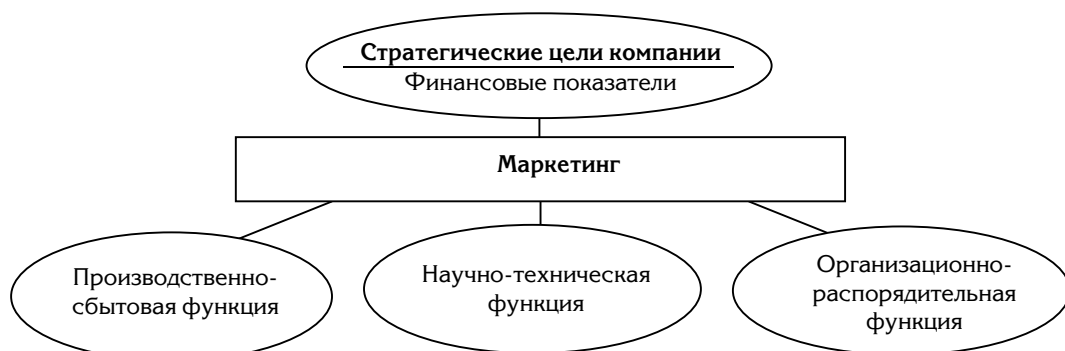 Стратегические цели компании
Финансовые показатели
Маркетинг
Производственно-
сбытовая функция
Научно-техническая
функция
Организационно-
распорядительная
функция